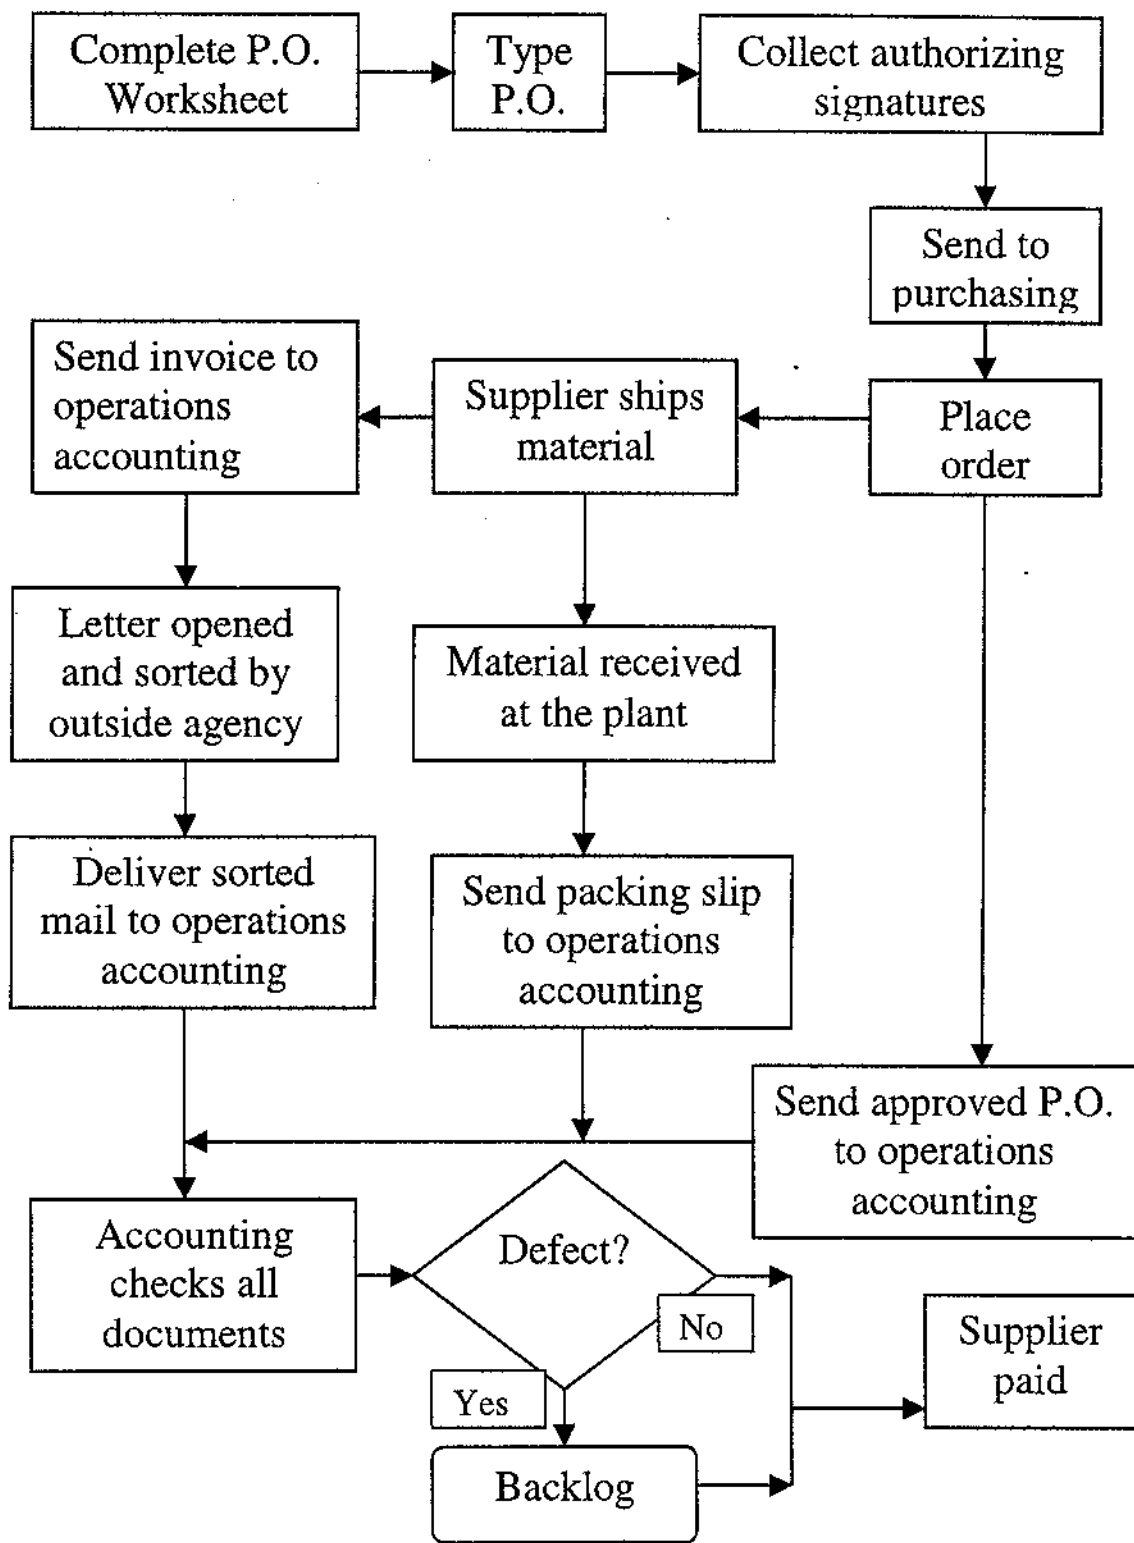 Complete P.O.
Worksheet
Type
P.O.
Collect authorizing
signatures
Send to
purchasing
Send invoice to
operations
accounting
Supplier ships
material
Place
order
Letter opened
and sorted by
outside agency
Material received
at the plant
Deliver sorted
mail to operations
accounting
Send packing slip
to operations
accounting
Send approved P.O.
to operations
accounting
Accounting
checks all
documents
Defect?
No
Yes
Supplier
paid
Backlog